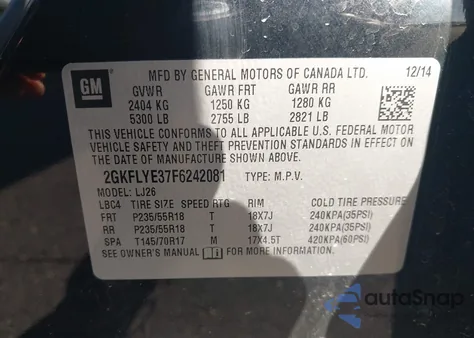 GM
MFD BY GENERAL MOTORS OF CANADA LTD. 12/14
GVWR GAWR FRT GAWR RR
2404 KG 1250 KG 1280 KG
5300 LB 2755 LB 2821 LB
THIS VEHICLE CONFORMS TO ALL APPLICABLE U.S. FEDERAL MOTOR
VEHICLE SAFETY AND THEFT PREVENTION STANDARDS IN EFFECT ON
THE DATE OF MANUFACTURE SHOWN ABOVE.
2GKFLYE37F6242081 TYPE: M.P.V.
MODEL: LJ26
LBC4 TIRE SIZE SPEED RTG RIM COLD TIRE PRESSURE
FRT P235/55R18 T 18X7J 240KPA(35PSI)
RR P235/55R18 T 18X7J 240KPA(35PSI)
SPA T145/70R17 M 17X4.5T 420KPA(60PSI)
SEE OWNER'S MANUAL FOR MORE INFORMATION.
autoSnap